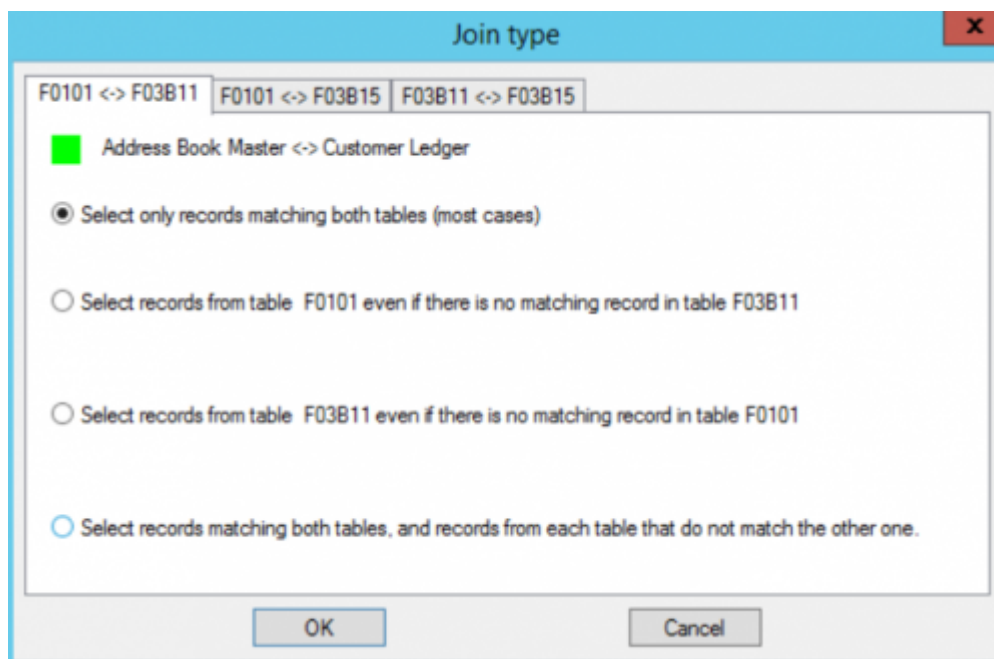 Join type
x
F0101 <-> F03B11 F0101 <-> F03B15 F03B11 <-> F03B15
Address Book Master <-> Customer Ledger
Select only records matching both tables (most cases)
Select records from table F0101 even if there is no matching record in table F03B11
Select records from table F03B11 even if there is no matching record in table F0101
Select records matching both tables, and records from each table that do not match the other one.
OK Cancel